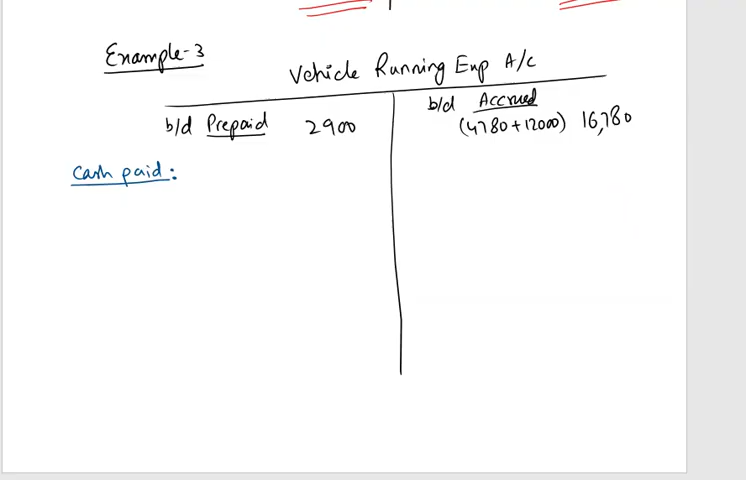 Example-3
Vehicle Running Exp A/c
b/d Prepaid 2900
b/d Accrued
(4780+12000) 16,780
Cash paid: